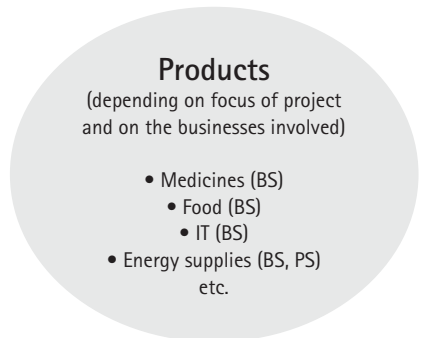 Products
(depending on focus of project
and on the businesses involved)
• Medicines (BS)
• Food (BS)
• IT (BS)
• Energy supplies (BS, PS)
etc.